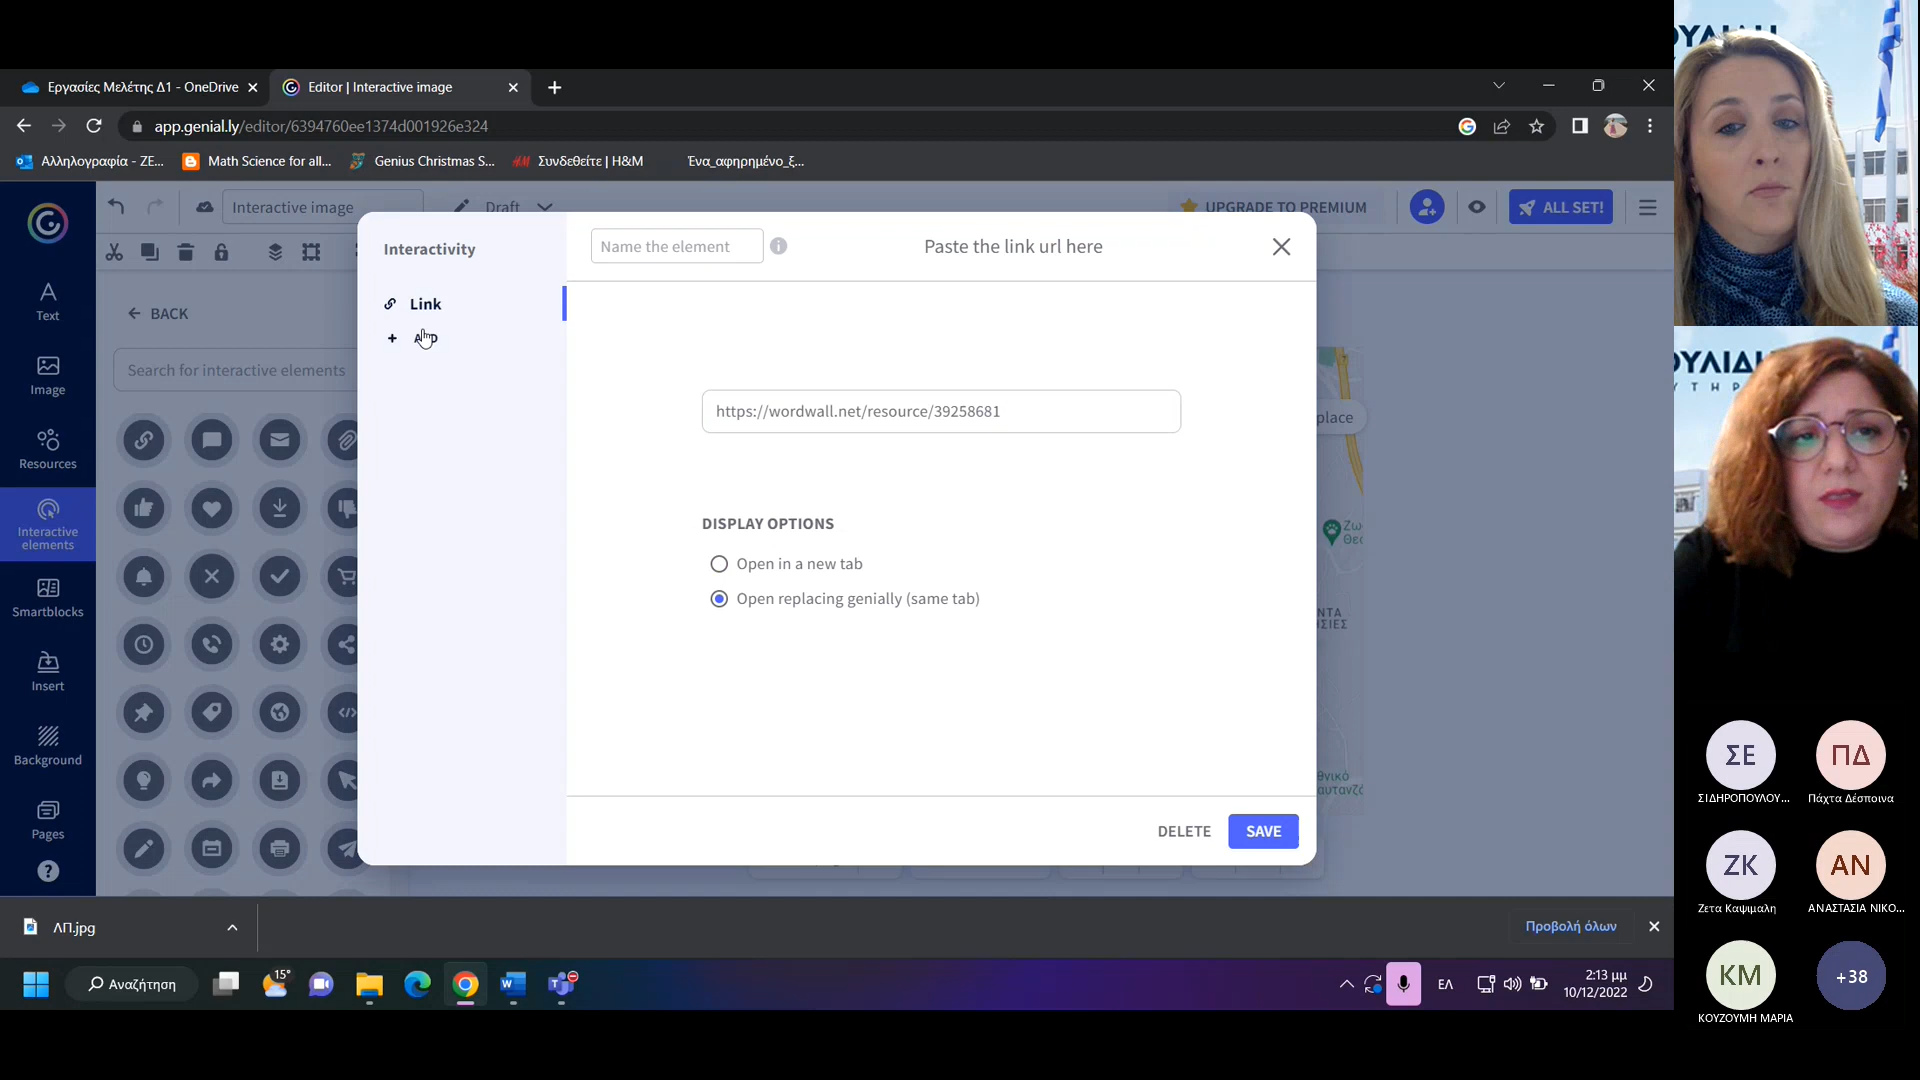 Εργασίες Μελέτης Δ1 - OneDrive
Editor | Interactive image
app.genial.ly/editor/6394760ee1374d001926e324
Αλληλογραφία - ZE...
Math Science for all...
Genius Christmas S...
Συνδεθείτε | H&M
Ένα_αφηρημένο_ξ...
Interactive image
Draft
UPGRADE TO PREMIUM
ALL SET!
Text
Image
Resources
Interactive elements
Smartblocks
Insert
Background
Pages
BACK
Search for interactive elements
Interactivity
Link
Name the element
Paste the link url here
https://wordwall.net/resource/39258681
DISPLAY OPTIONS
Open in a new tab
Open replacing genially (same tab)
DELETE
SAVE
place
ΛΠ.jpg
Προβολή όλων
Αναζήτηση
15°
ΕΛ
2:13 μμ
10/12/2022
ΣΕ
ΣΙΔΗΡΟΠΟΥΛΟΥ...
ΠΔ
Πάχτα Δέσποινα
ΖΚ
Ζετα Καψιμαλη
ΑΝ
ΑΝΑΣΤΑΣΙΑ ΝΙΚΟ...
ΚΜ
ΚΟΥΖΟΥΜΗ ΜΑΡΙΑ
+38